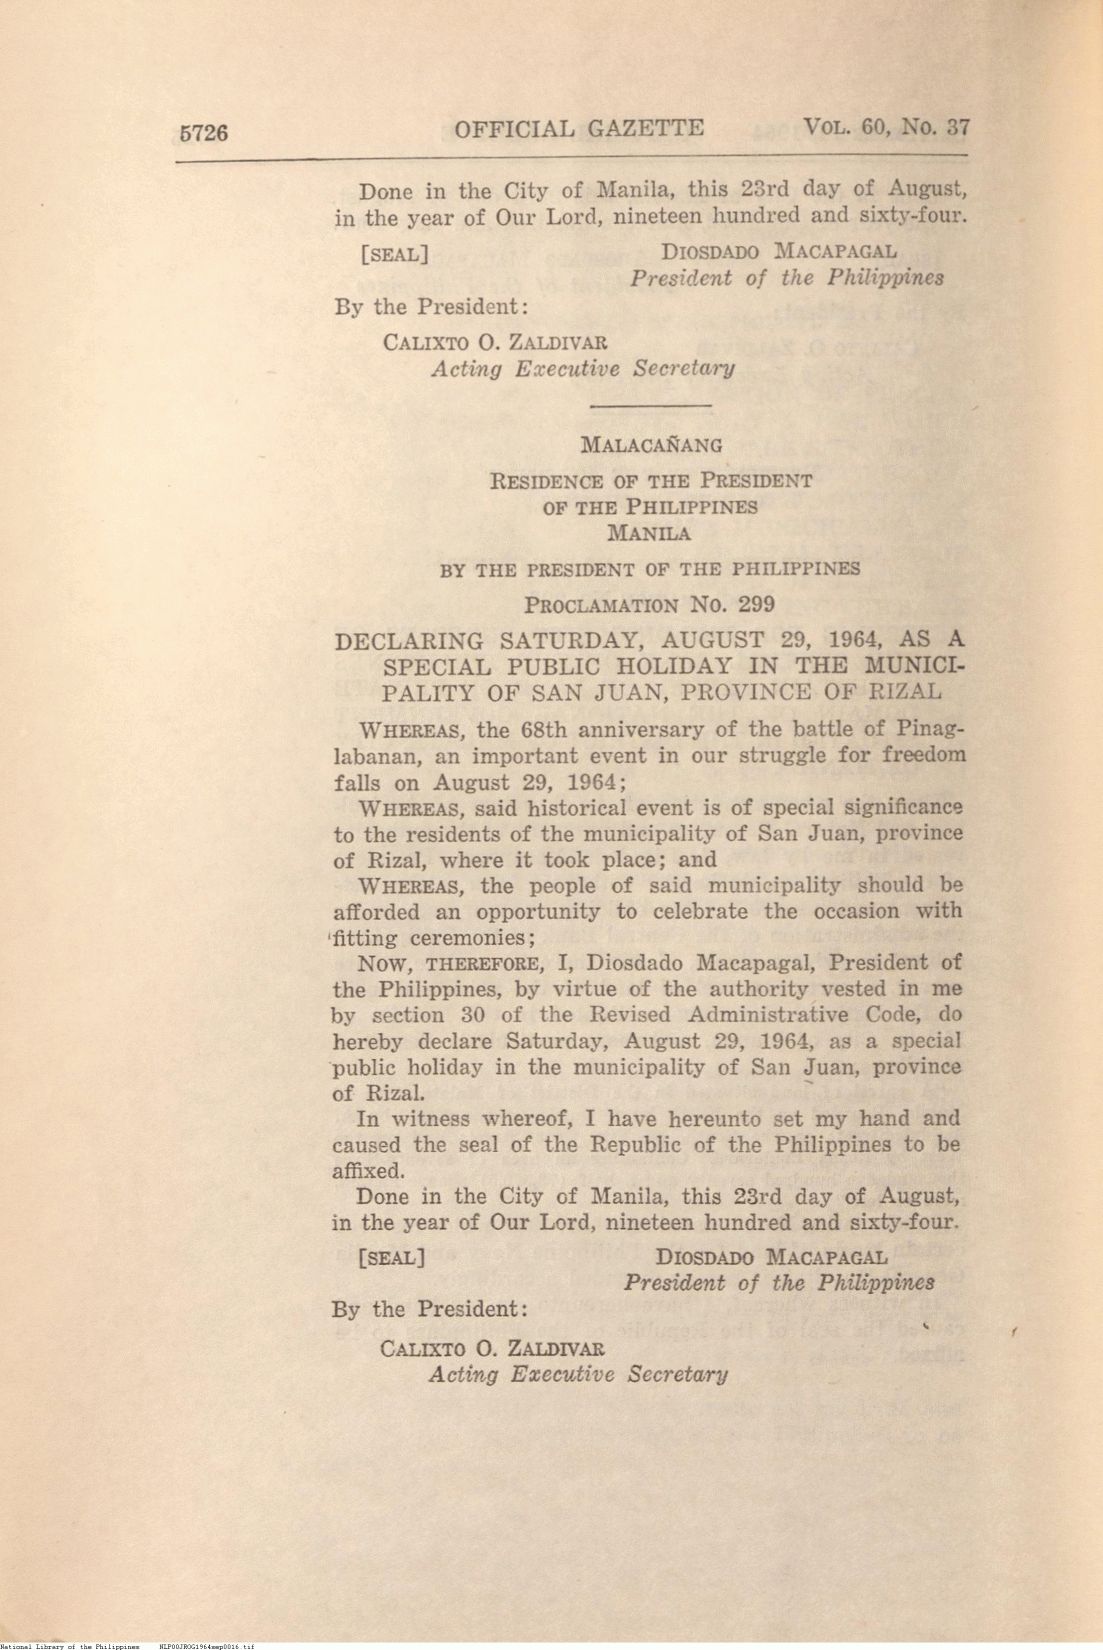 5726 OFFICIAL GAZETTE VOL. 60, No. 37
Done in the City of Manila, this 23rd day of August,
in the year of Our Lord, nineteen hundred and sixty-four.
[SEAL] DIOSDADO MACAPAGAL
President of the Philippines
By the President:
CALIXTO O. ZALDIVAR
Acting Executive Secretary
MALACAÑANG
RESIDENCE OF THE PRESIDENT
OF THE PHILIPPINES
MANILA
BY THE PRESIDENT OF THE PHILIPPINES
PROCLAMATION No. 299
DECLARING SATURDAY, AUGUST 29, 1964, AS A
SPECIAL PUBLIC HOLIDAY IN THE MUNICI-
PALITY OF SAN JUAN, PROVINCE OF RIZAL
WHEREAS, the 68th anniversary of the battle of Pinag-
labanan, an important event in our struggle for freedom
falls on August 29, 1964;
WHEREAS, said historical event is of special significance
to the residents of the municipality of San Juan, province
of Rizal, where it took place; and
WHEREAS, the people of said municipality should be
afforded an opportunity to celebrate the occasion with
fitting ceremonies;
NOW, THEREFORE, I, Diosdado Macapagal, President of
the Philippines, by virtue of the authority vested in me
by section 30 of the Revised Administrative Code, do
hereby declare Saturday, August 29, 1964, as a special
public holiday in the municipality of San Juan, province
of Rizal.
In witness whereof, I have hereunto set my hand and
caused the seal of the Republic of the Philippines to be
affixed.
Done in the City of Manila, this 23rd day of August,
in the year of Our Lord, nineteen hundred and sixty-four.
[SEAL] DIOSDADO MACAPAGAL
President of the Philippines
By the President:
CALIXTO O. ZALDIVAR
Acting Executive Secretary
National Library of the Philippines NLP00JROG1964sep0016.tif